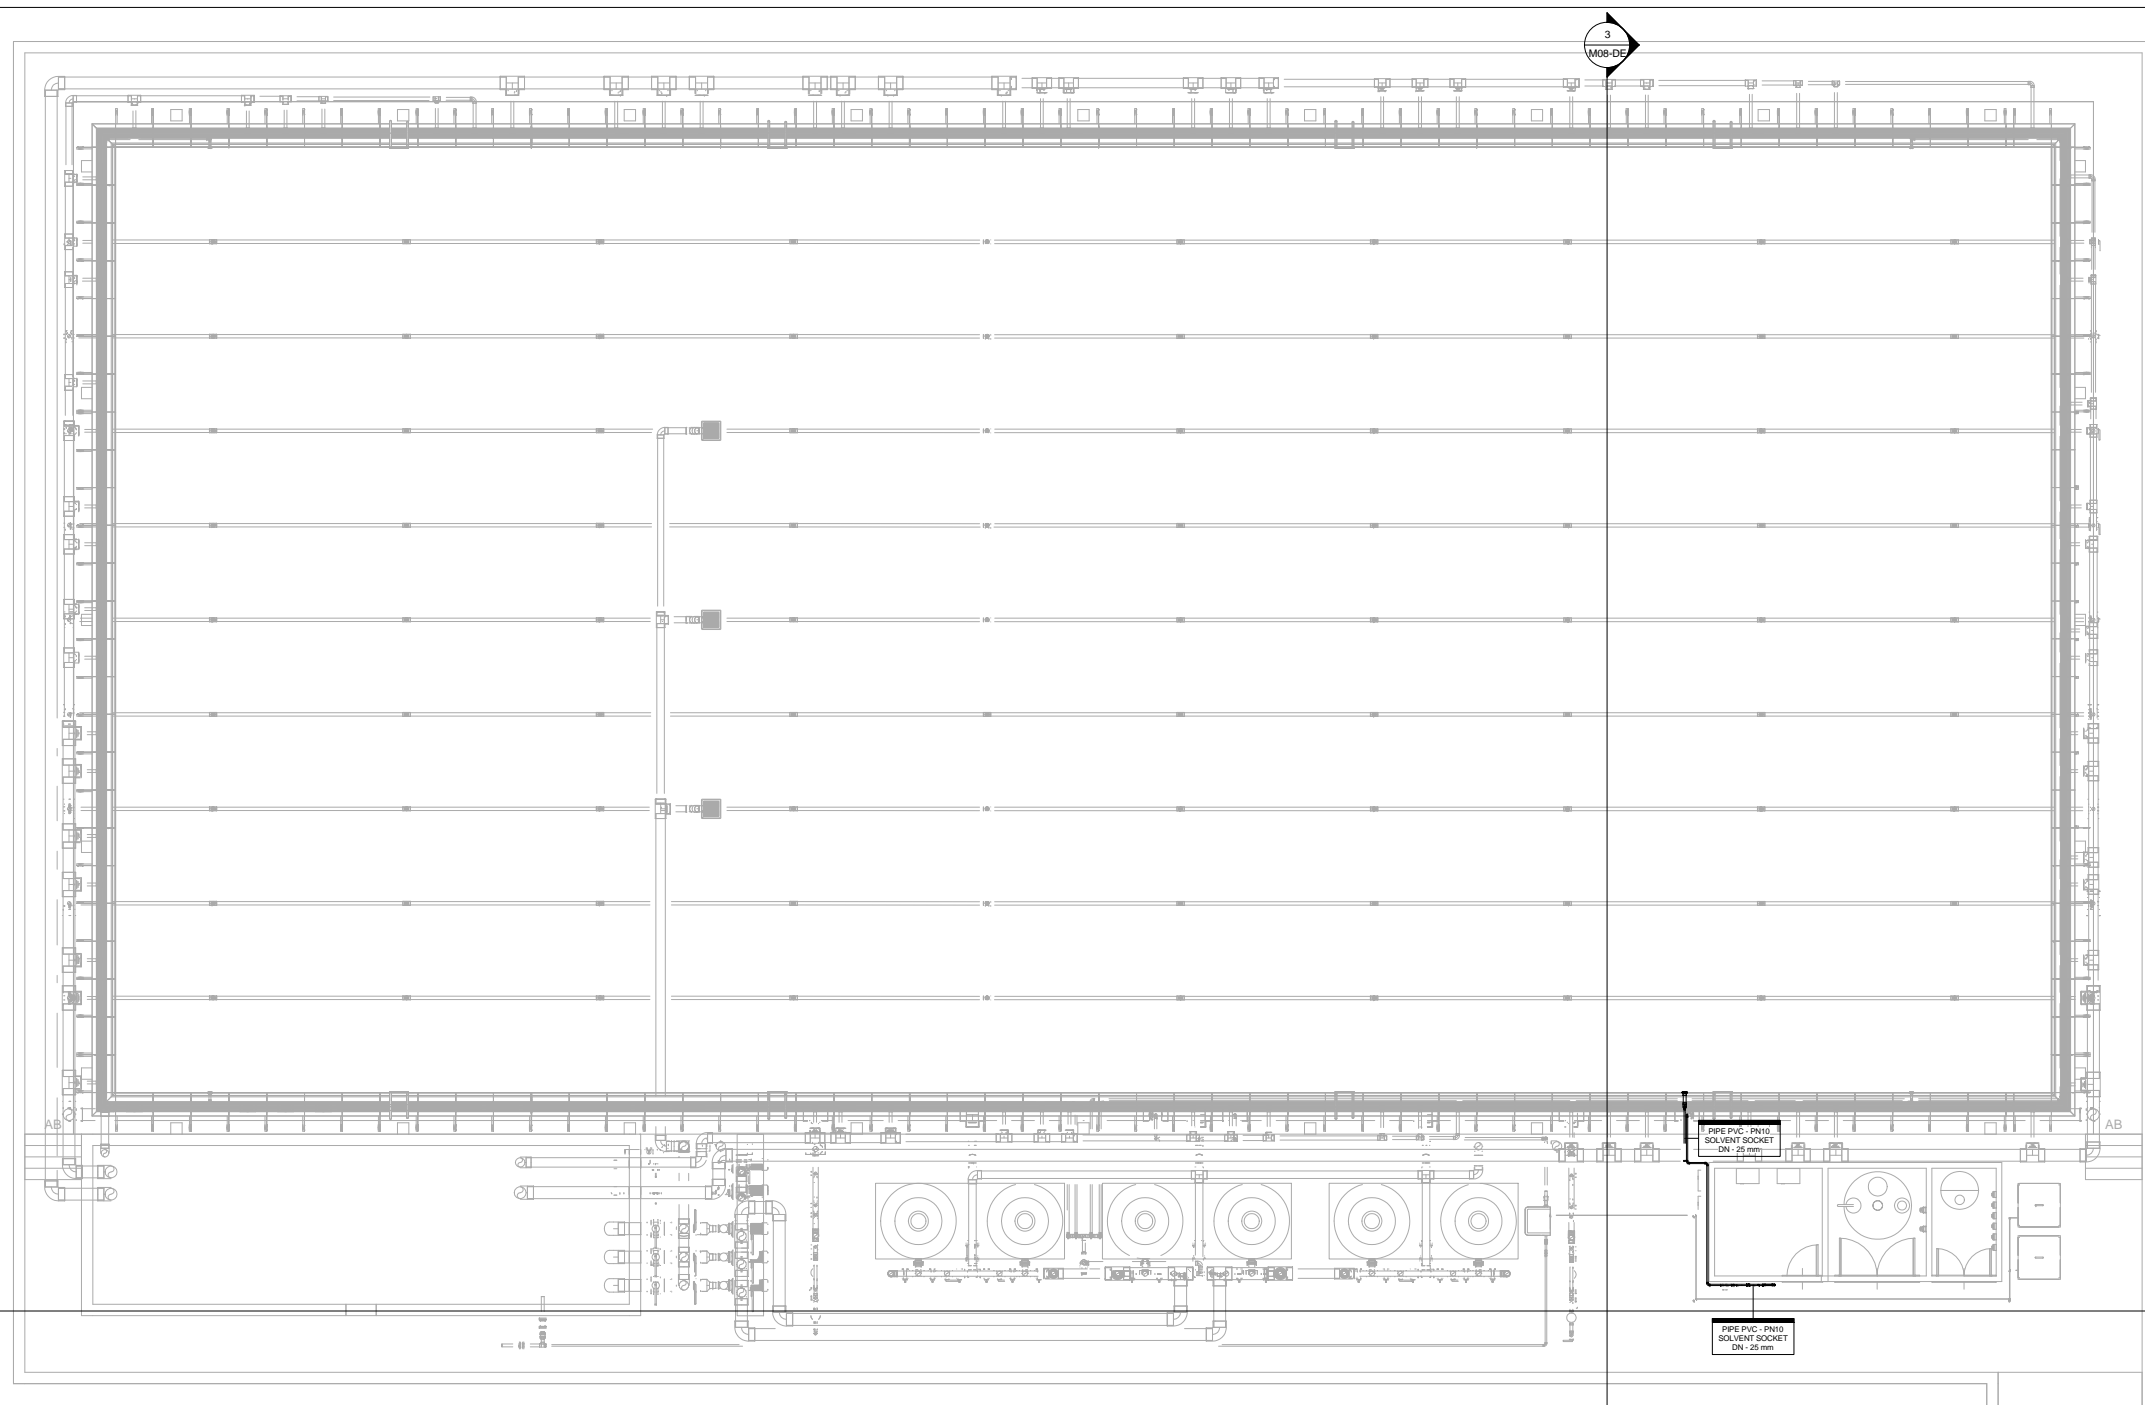 3
M08-DE
AB
AB
PIPE PVC - PN10
SOLVENT SOCKET
DN - 25 mm
PIPE PVC - PN10
SOLVENT SOCKET
DN - 25 mm